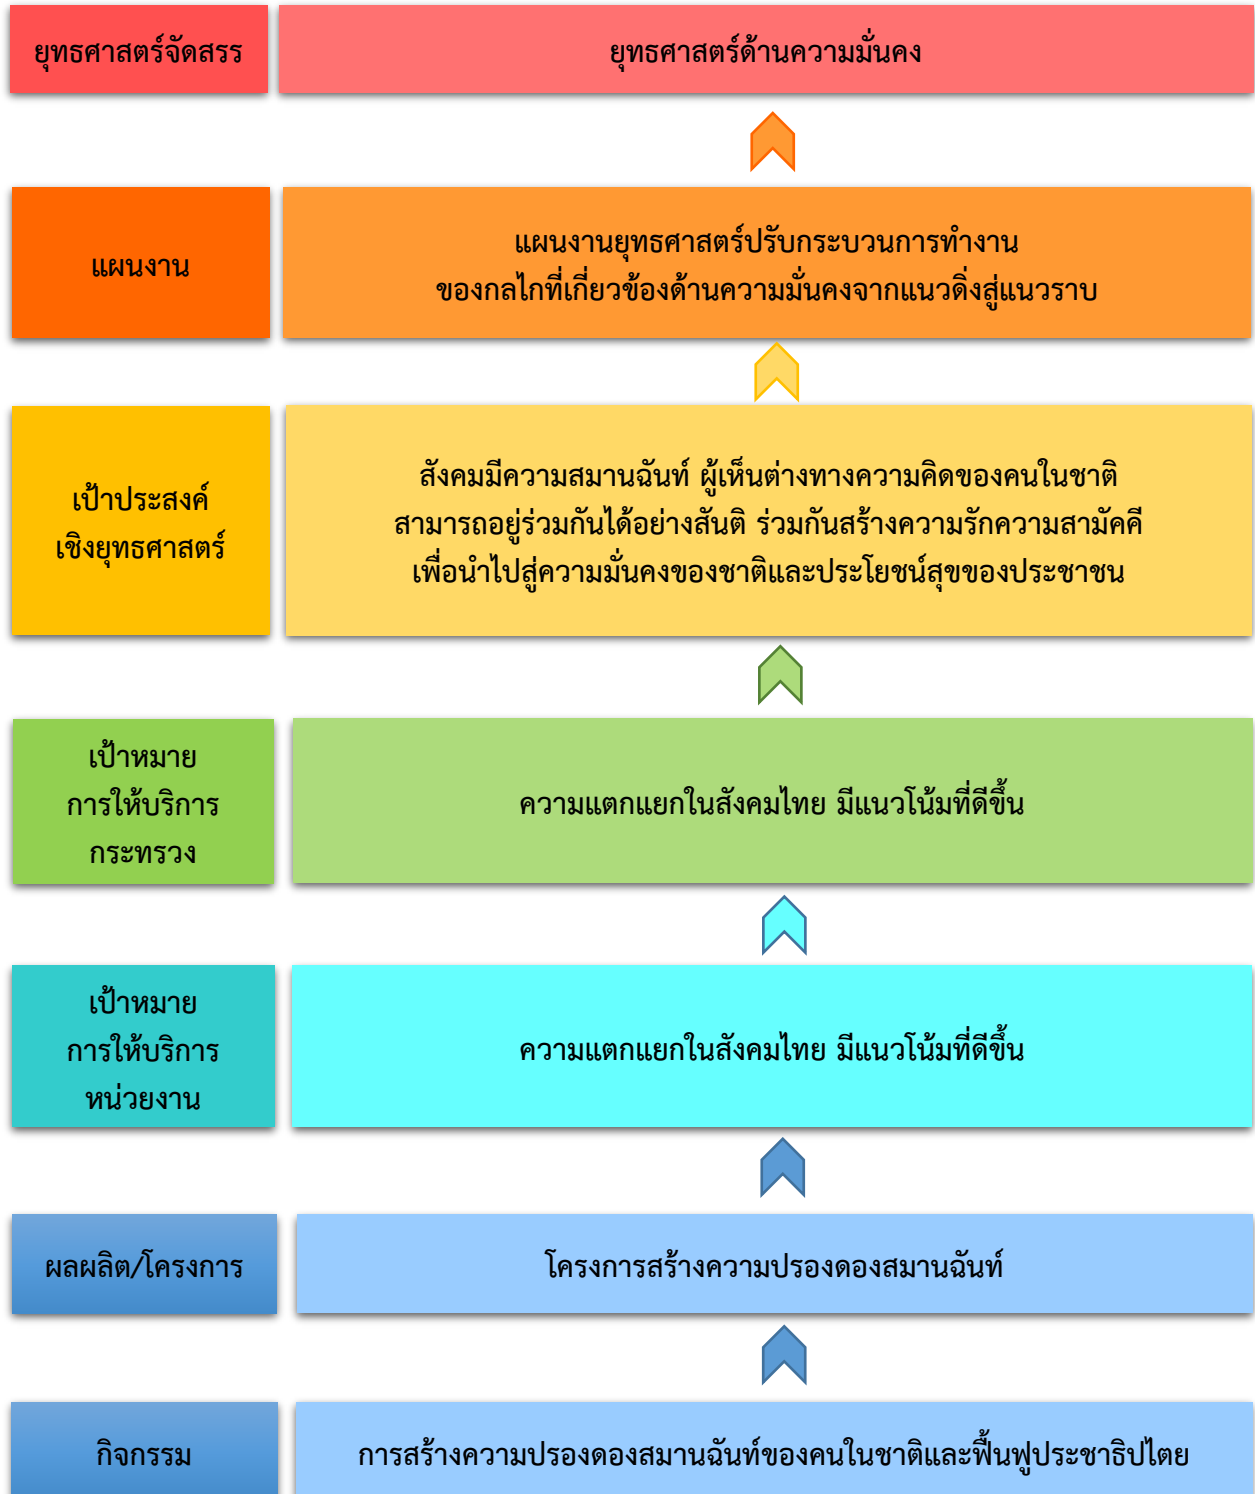 ยุทธศาสตร์จัดสรร
ยุทธศาสตร์ด้านความมั่นคง
แผนงาน
แผนงานยุทธศาสตร์ปรับกระบวนการทำงาน
ของกลไกที่เกี่ยวข้องด้านความมั่นคงจากแนวดิ่งสู่แนวราบ
เป้าประสงค์
เชิงยุทธศาสตร์
สังคมมีความสมานฉันท์ ผู้เห็นต่างทางความคิดของคนในชาติ
สามารถอยู่ร่วมกันได้อย่างสันติ ร่วมกันสร้างความรักความสามัคคี
เพื่อนำไปสู่ความมั่นคงของชาติและประโยชน์สุขของประชาชน
เป้าหมาย
การให้บริการ
กระทรวง
ความแตกแยกในสังคมไทย มีแนวโน้มที่ดีขึ้น
เป้าหมาย
การให้บริการ
หน่วยงาน
ความแตกแยกในสังคมไทย มีแนวโน้มที่ดีขึ้น
ผลผลิต/โครงการ
โครงการสร้างความปรองดองสมานฉันท์
กิจกรรม
การสร้างความปรองดองสมานฉันท์ของคนในชาติและฟื้นฟูประชาธิปไตย